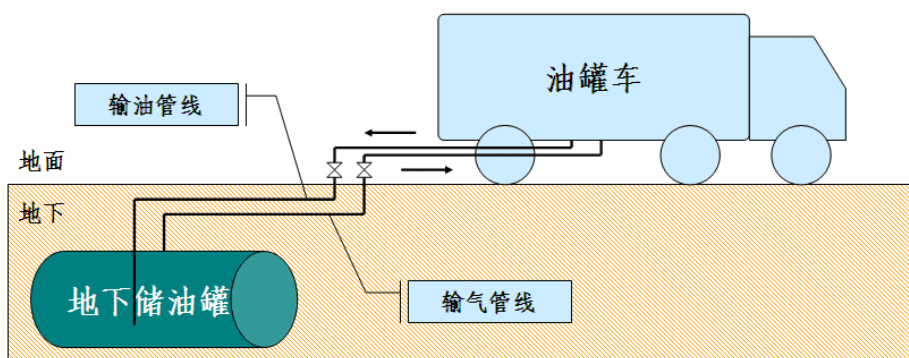 油罐车
输油管线
地面
地下
地下储油罐
输气管线